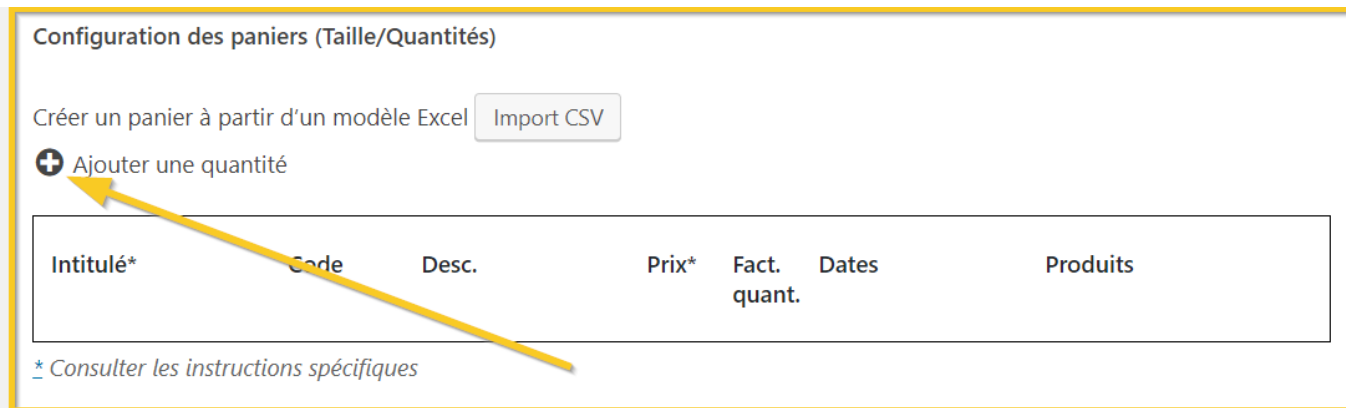 Configuration des paniers (Taille/Quantités)
Créer un panier à partir d’un modèle Excel Import CSV
Ajouter une quantité
Intitulé* Code Desc. Prix* Fact. Dates Produits
quant.
* Consulter les instructions spécifiques